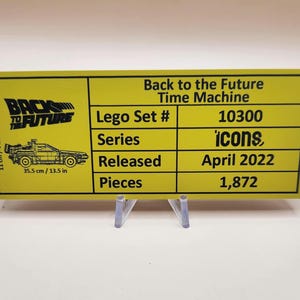 BACK
TO THE
FUTURE
35.5 cm / 13.5 in
Back to the Future
Time Machine
Lego Set # 10300
Series icons
Released April 2022
Pieces 1,872